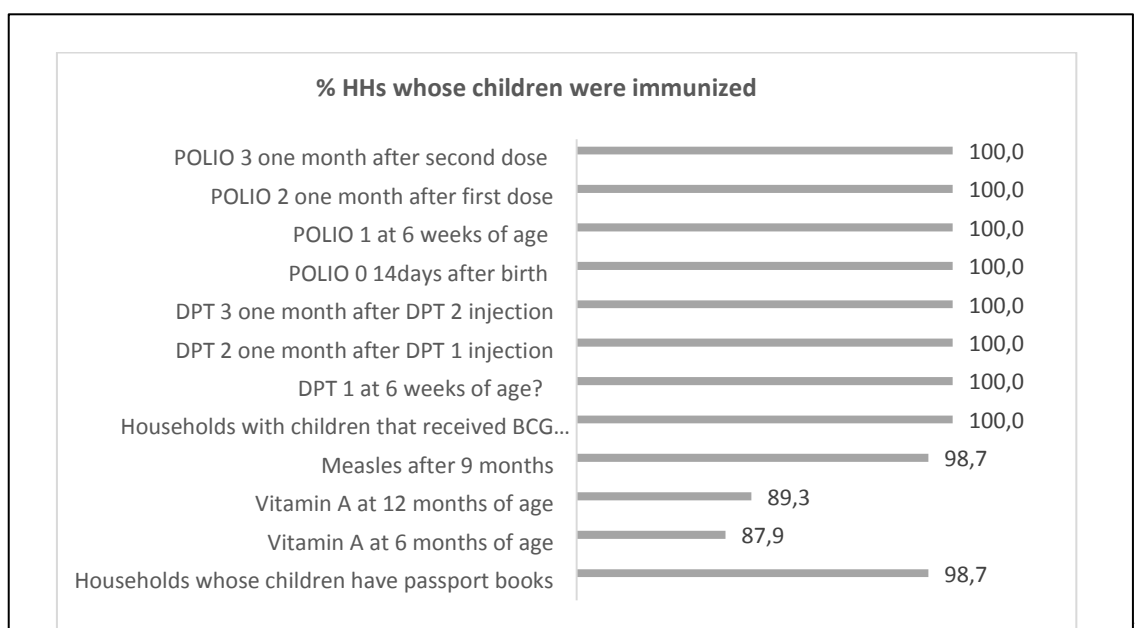 % HHs whose children were immunized
POLIO 3 one month after second dose 100,0
POLIO 2 one month after first dose 100,0
POLIO 1 at 6 weeks of age 100,0
POLIO 0 14days after birth 100,0
DPT 3 one month after DPT 2 injection 100,0
DPT 2 one month after DPT 1 injection 100,0
DPT 1 at 6 weeks of age? 100,0
Households with children that received BCG… 100,0
Measles after 9 months 98,7
Vitamin A at 12 months of age 89,3
Vitamin A at 6 months of age 87,9
Households whose children have passport books 98,7